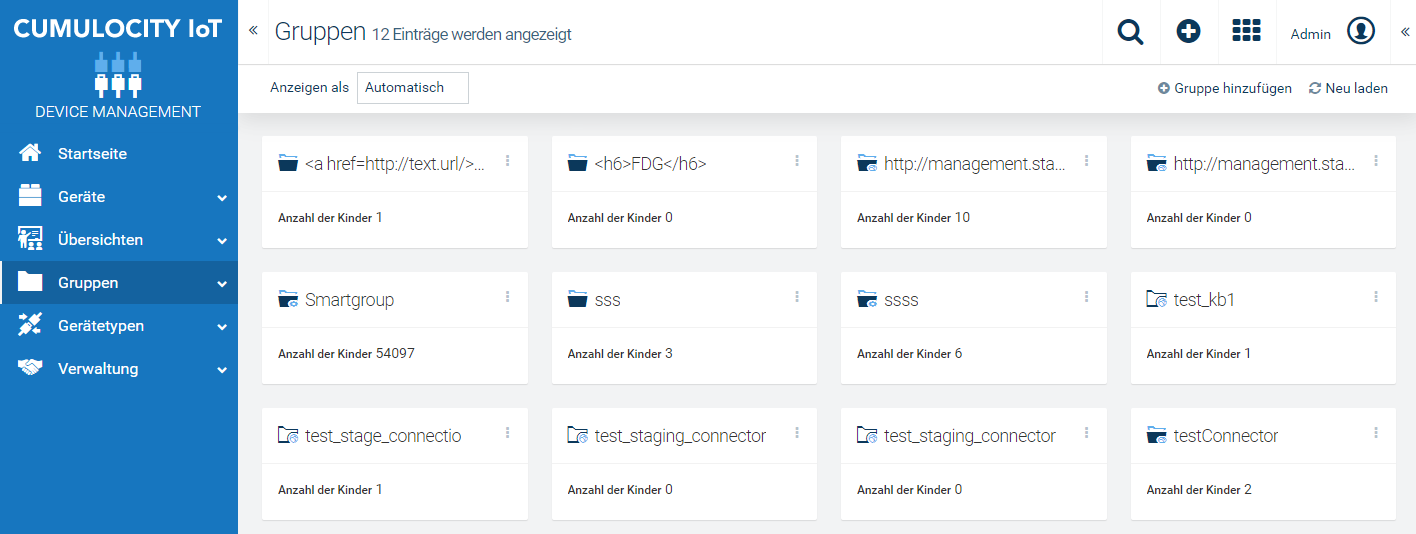 CUMULOCITY IoT
DEVICE MANAGEMENT
Startseite
Geräte
Übersichten
Gruppen
Gerätetypen
Verwaltung
Gruppen 12 Einträge werden angezeigt
Admin
Anzeigen als Automatisch
Gruppe hinzufügen Neu laden
<a href=http://text.url/>...
Anzahl der Kinder 1
<h6>FDG</h6>
Anzahl der Kinder 0
http://management.sta...
Anzahl der Kinder 10
http://management.sta...
Anzahl der Kinder 0
Smartgroup
Anzahl der Kinder 54097
sss
Anzahl der Kinder 3
ssss
Anzahl der Kinder 6
test_kb1
Anzahl der Kinder 1
test_stage_connectio
Anzahl der Kinder 1
test_staging_connector
Anzahl der Kinder 0
test_staging_connector
Anzahl der Kinder 0
testConnector
Anzahl der Kinder 2